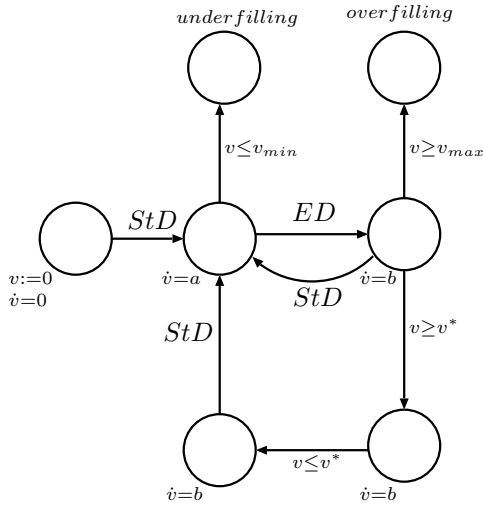 underfilling
overfilling
v≤v_min
v≥v_max
StD
ED
v:=0
v̇=0
v̇=a
v̇=b
StD
StD
v≥v*
v≤v*
v̇=b
v̇=b